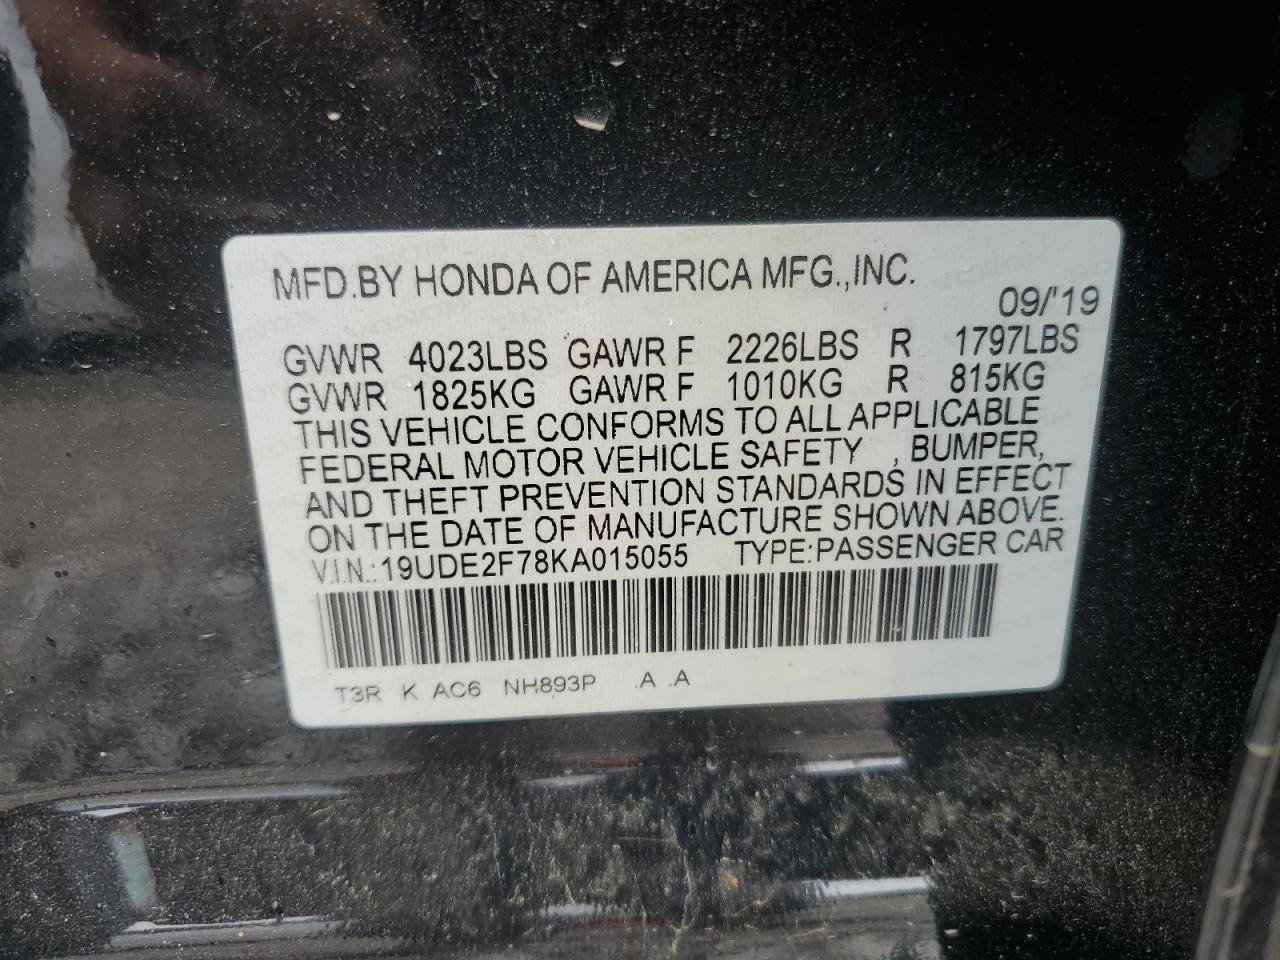 MFD.BY HONDA OF AMERICA MFG.,INC.
09/'19
GVWR 4023LBS GAWR F 2226LBS R 1797LBS
GVWR 1825KG GAWR F 1010KG R 815KG
THIS VEHICLE CONFORMS TO ALL APPLICABLE
FEDERAL MOTOR VEHICLE SAFETY , BUMPER,
AND THEFT PREVENTION STANDARDS IN EFFECT
ON THE DATE OF MANUFACTURE SHOWN ABOVE.
V.I.N.:19UDE2F78KA015055 TYPE:PASSENGER CAR
T3R K AC6 NH893P .A .A